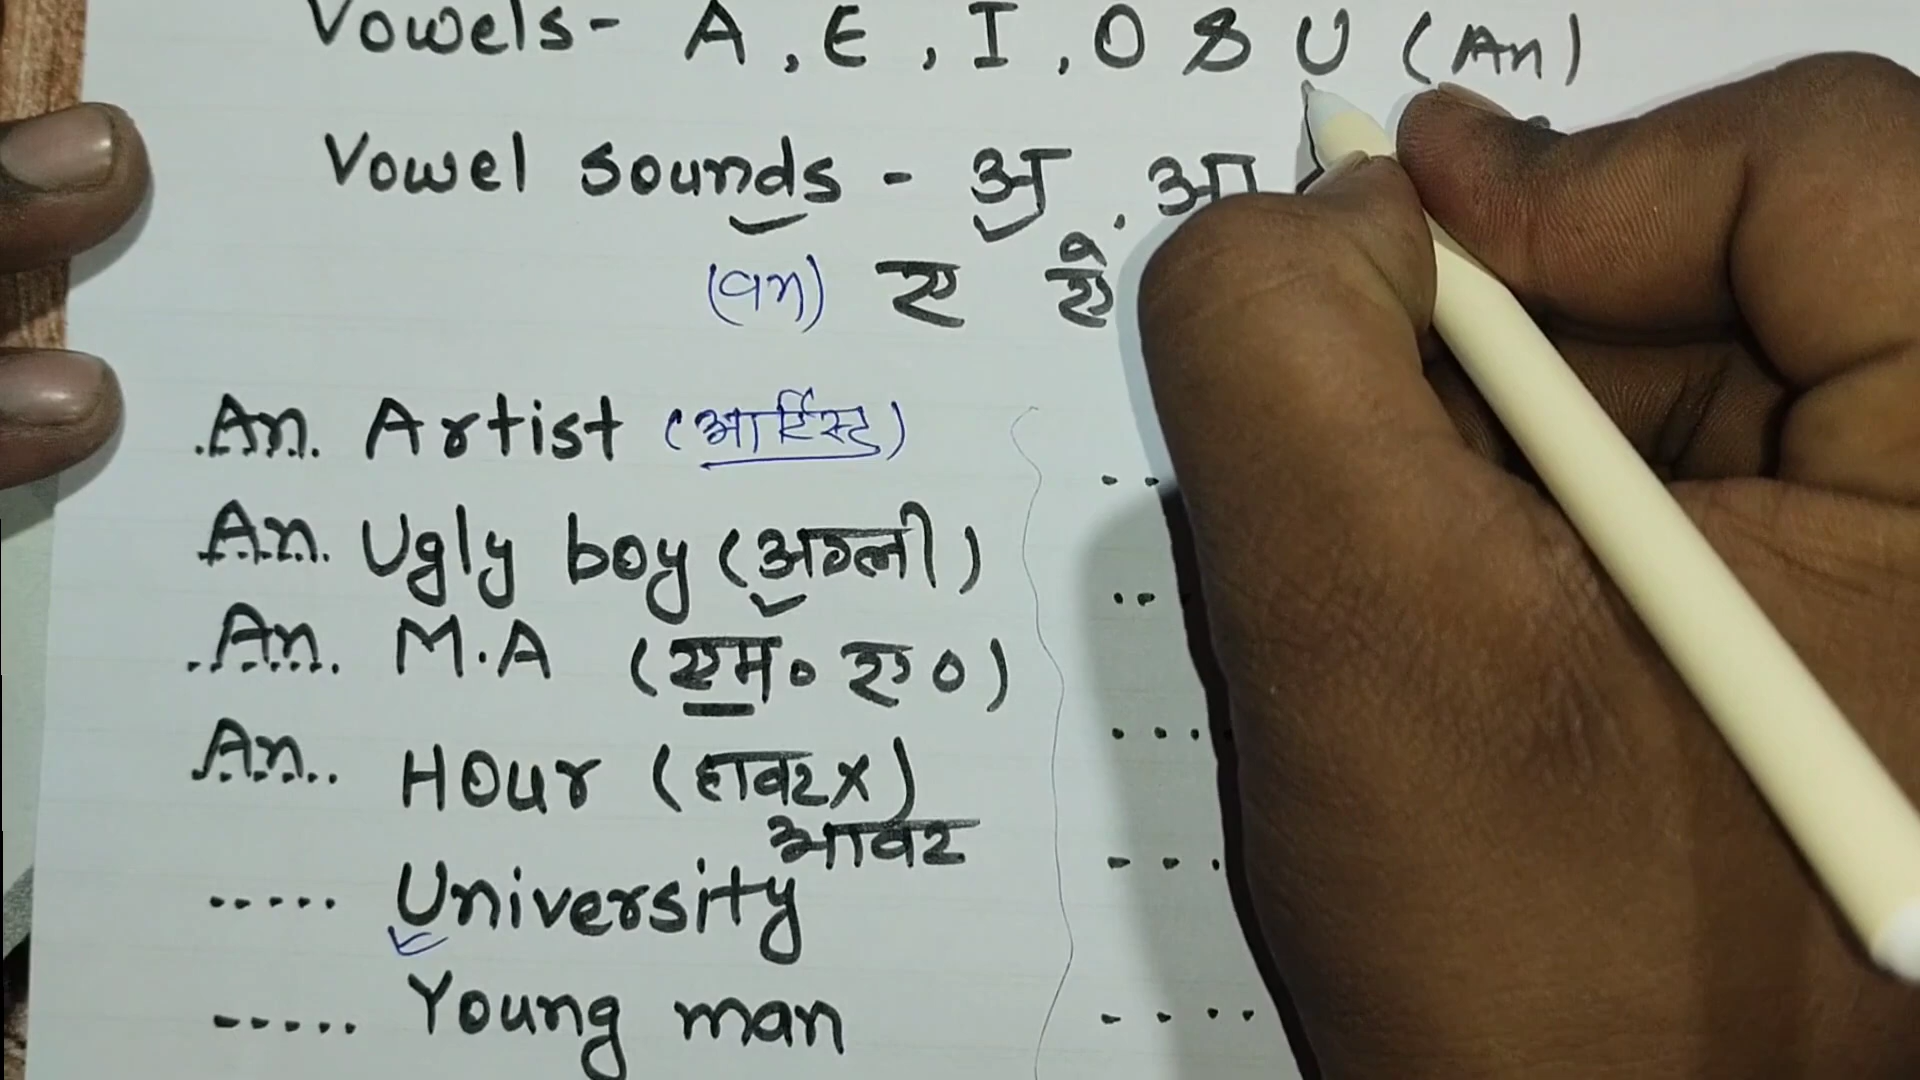 Vowels- A, E, I, O & U (An)
Vowel sounds - अ, आ
(वन) ए ऐ
.An. Artist (आर्टिस्ट)
An. Ugly boy (अग्ली)
.An. M.A (एम० ए०)
An.. Hour (हावर x)
आवर
..... University
..... Young man